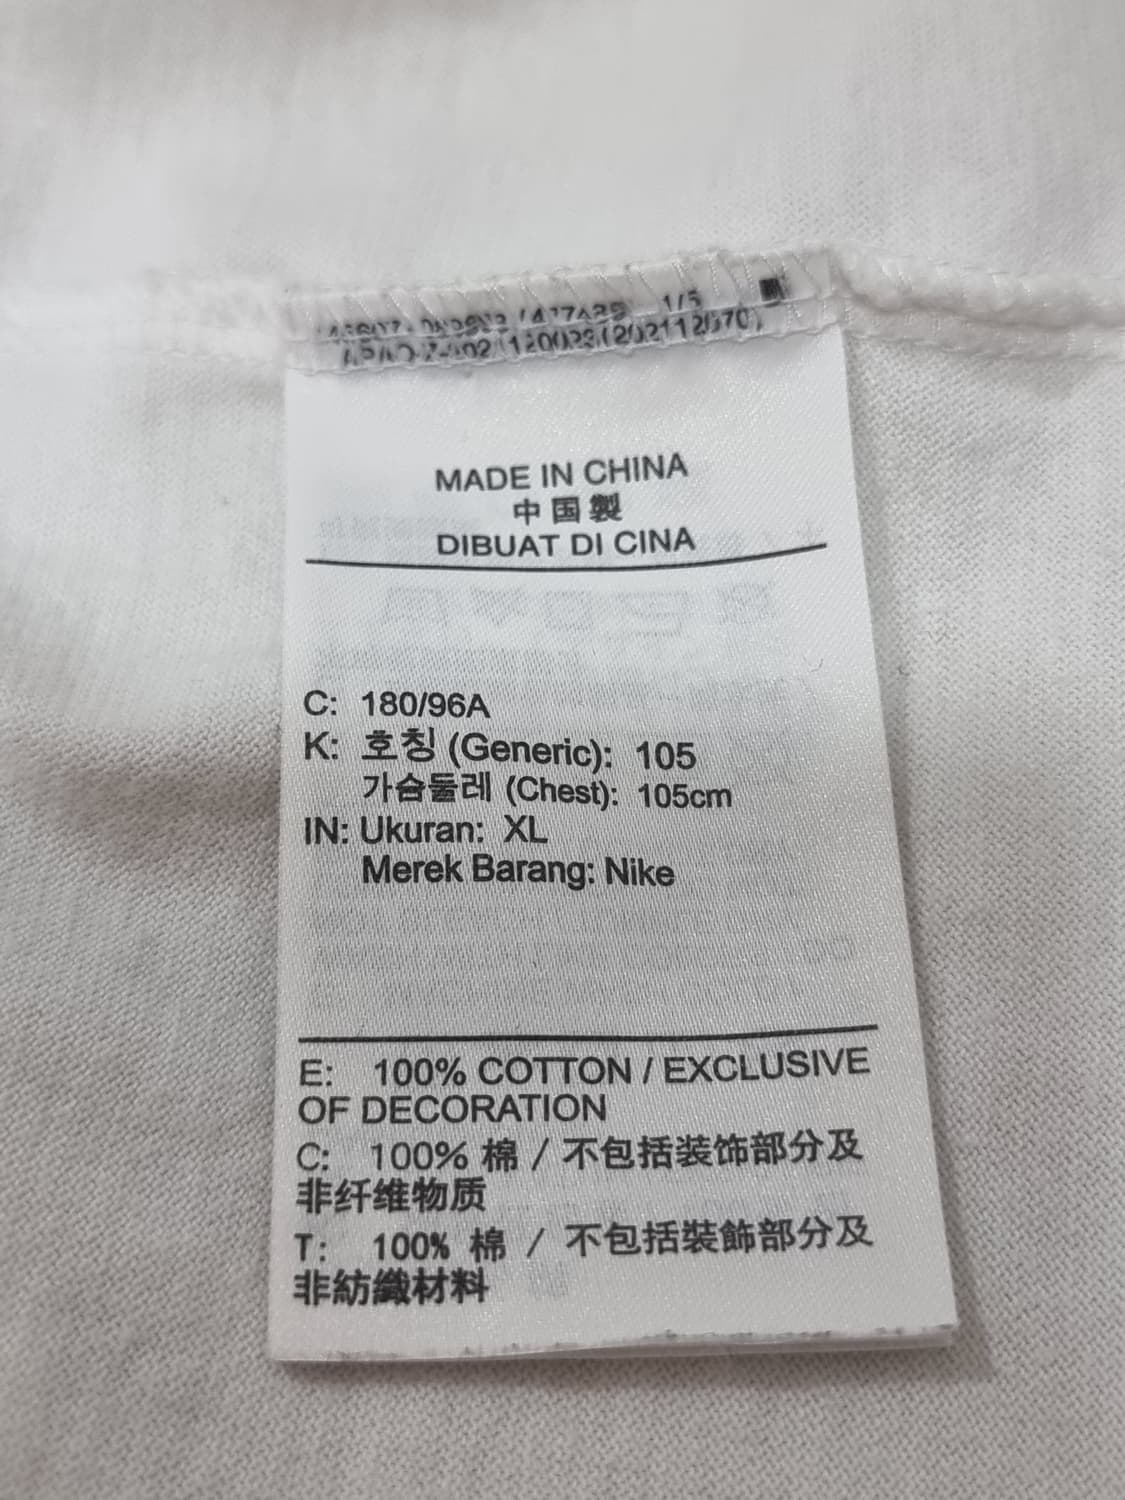 1/5
MADE IN CHINA
中国製
DIBUAT DI CINA
C: 180/96A
K: 호칭 (Generic): 105
가슴둘레 (Chest): 105cm
IN: Ukuran: XL
Merek Barang: Nike
E: 100% COTTON / EXCLUSIVE
OF DECORATION
C: 100% 棉 / 不包括装饰部分及
非纤维物质
T: 100% 棉 / 不包括裝飾部分及
非紡織材料